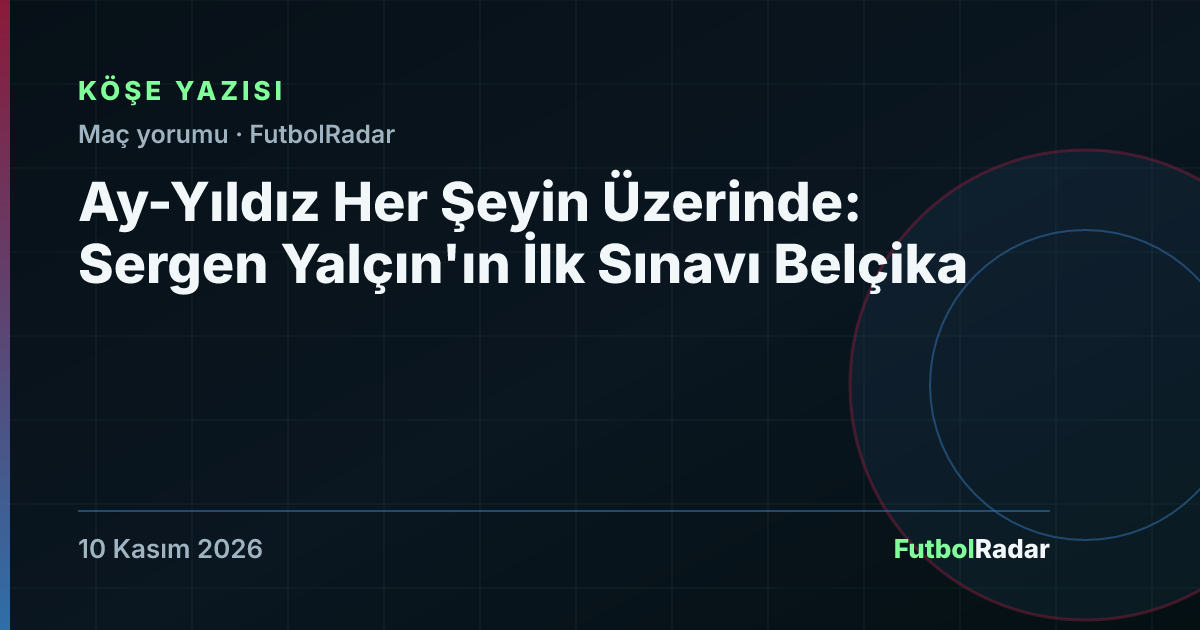 KÖŞE YAZISI
Maç yorumu · FutbolRadar
Ay-Yıldız Her Şeyin Üzerinde:
Sergen Yalçın'ın İlk Sınavı Belçika
10 Kasım 2026
FutbolRadar